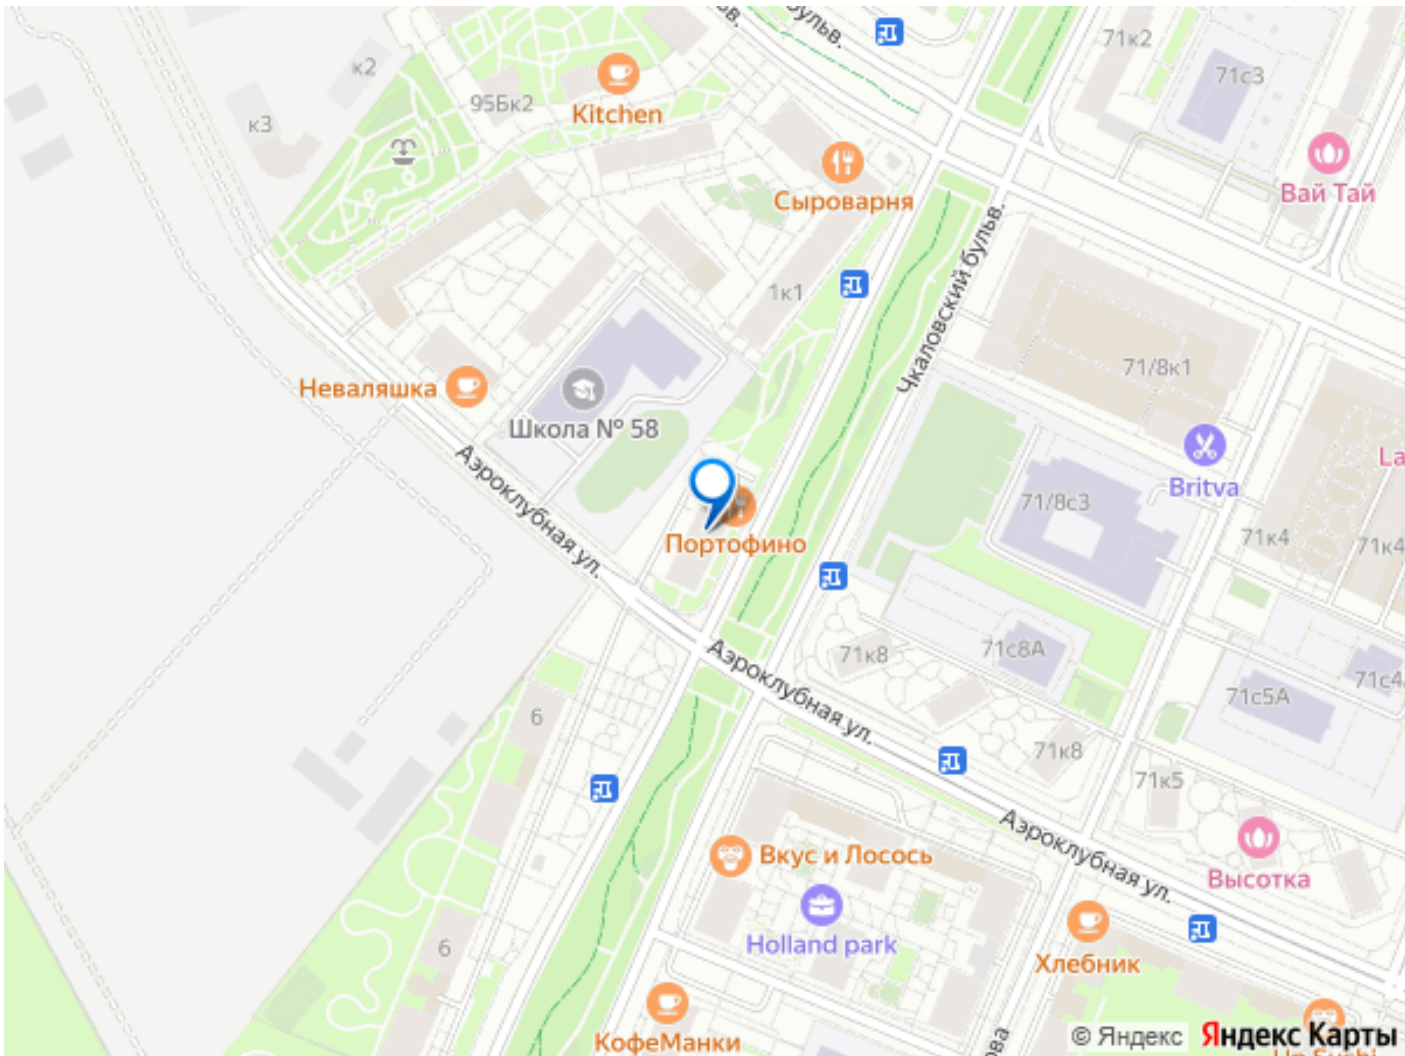 бульв.
71к2
71с3
к2
95Бк2
Kitchen
к3
Вай Тай
Сыроварня
Чкаловский бульв.
1к1
71/8к1
Неваляшка
Школа № 58
La
Britva
Аэроклубная ул.
71/8с3
Портофино
71к4
71к4
71к8
71с8А
Аэроклубная ул.
71с5А
71с4
6
71к8
71к5
Аэроклубная ул.
Вкус и Лосось
Высотка
Holland park
6
Хлебник
КофеМанки
© Яндекс
Яндекс Карты